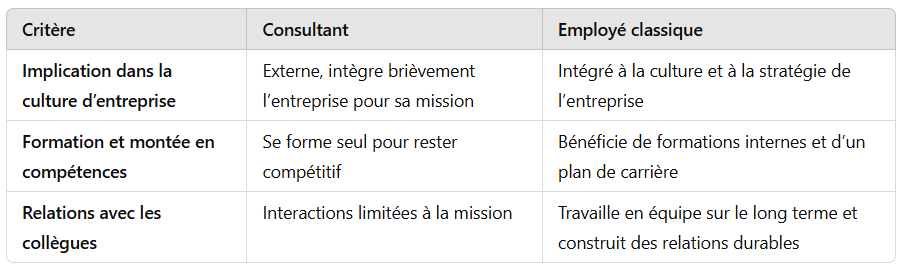 Critère Consultant Employé classique
Implication dans la culture d’entreprise Externe, intègre brièvement l’entreprise pour sa mission Intégré à la culture et à la stratégie de l’entreprise
Formation et montée en compétences Se forme seul pour rester compétitif Bénéficie de formations internes et d’un plan de carrière
Relations avec les collègues Interactions limitées à la mission Travaille en équipe sur le long terme et construit des relations durables